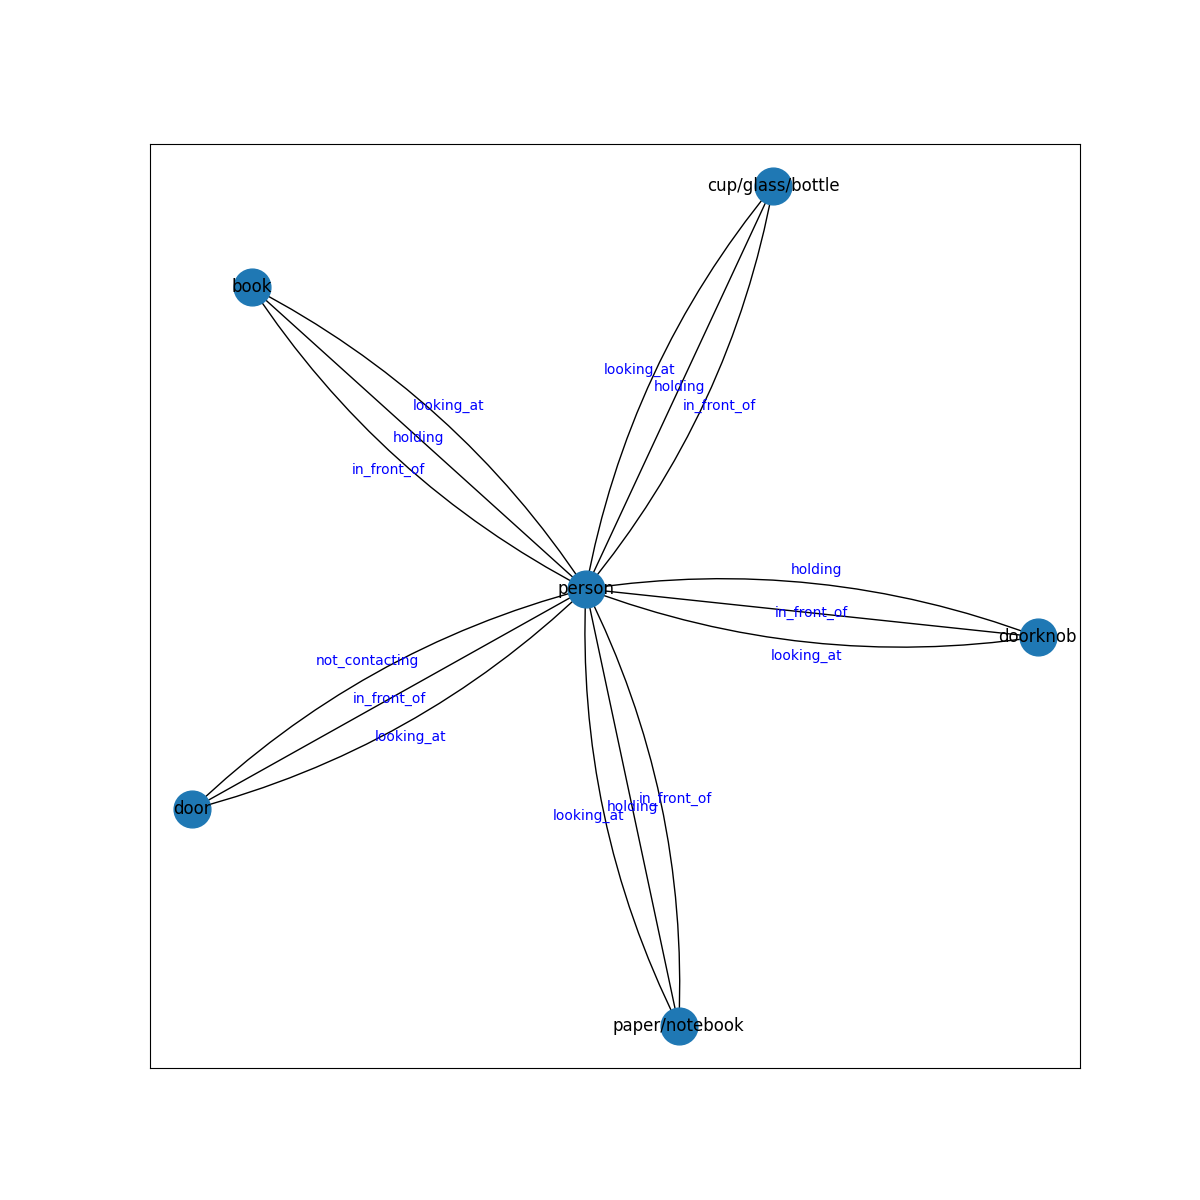 cup/glass/bottle
book
looking_at
holding
in_front_of
looking_at
holding
in_front_of
person
holding
in_front_of
looking_at
doorknob
not_contacting
in_front_of
looking_at
door
in_front_of
holding
looking_at
paper/notebook